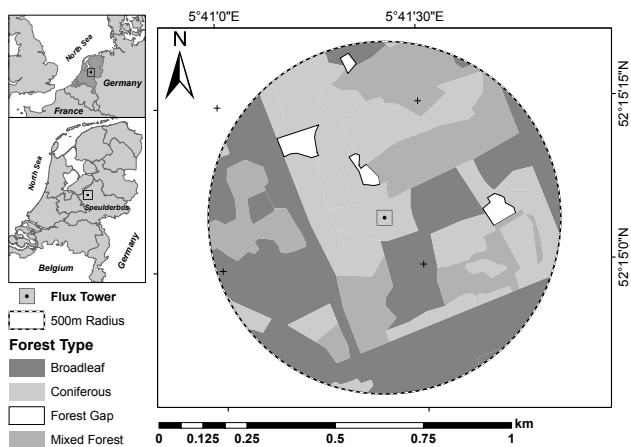 5°41'0"E
5°41'30"E
52°15'15"N
52°15'0"N
N
North Sea
Germany
France
North Sea
Speulderbos
Belgium
Germany
Flux Tower
500m Radius
Forest Type
Broadleaf
Coniferous
Forest Gap
Mixed Forest
km
0 0.125 0.25 0.5 0.75 1